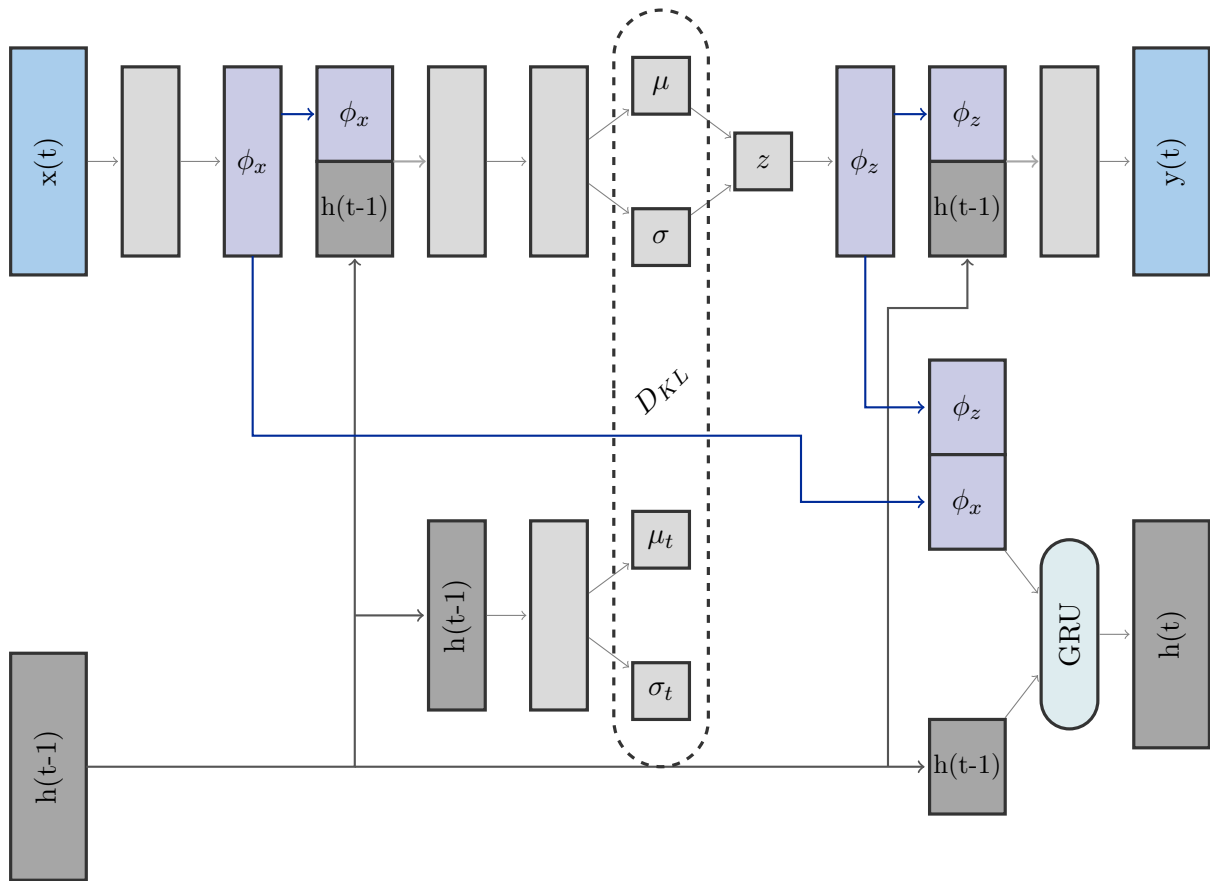 x(t)
ϕx
ϕx
h(t-1)
μ
σ
z
ϕz
ϕz
h(t-1)
y(t)
DKL
ϕz
ϕx
h(t-1)
μt
σt
GRU
h(t)
h(t-1)
h(t-1)